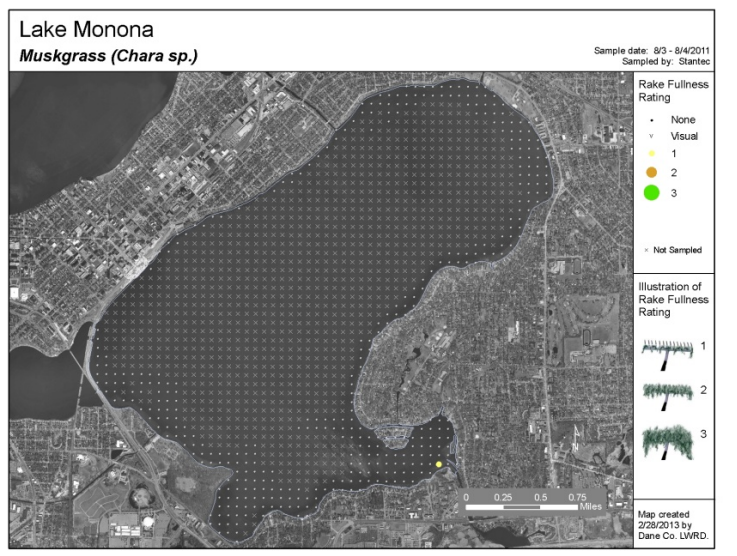 Lake Monona
Muskgrass (Chara sp.)
Sample date: 8/3 - 8/4/2011
Sampled by: Stantec
Rake Fullness
Rating
None
Visual
1
2
3
Not Sampled
Illustration of
Rake Fullness
Rating
1
2
3
N
0 0.25 0.5 0.75
Miles
Map created
2/28/2013 by
Dane Co. LWRD.